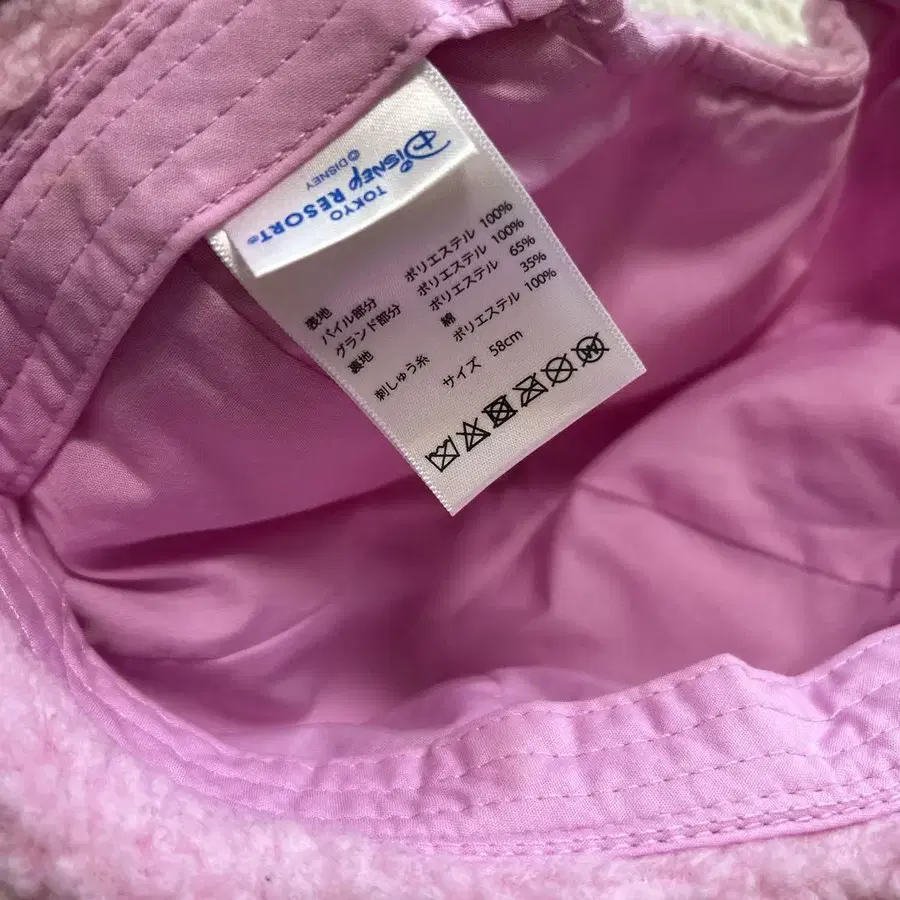 Disney
© DISNEY
TOKYO
RESORT®
表地
パイル部分 ポリエステル 100%
グランド部分 ポリエステル 100%
裏地 ポリエステル 65%
綿 35%
刺しゅう糸 ポリエステル 100%
サイズ 58cm